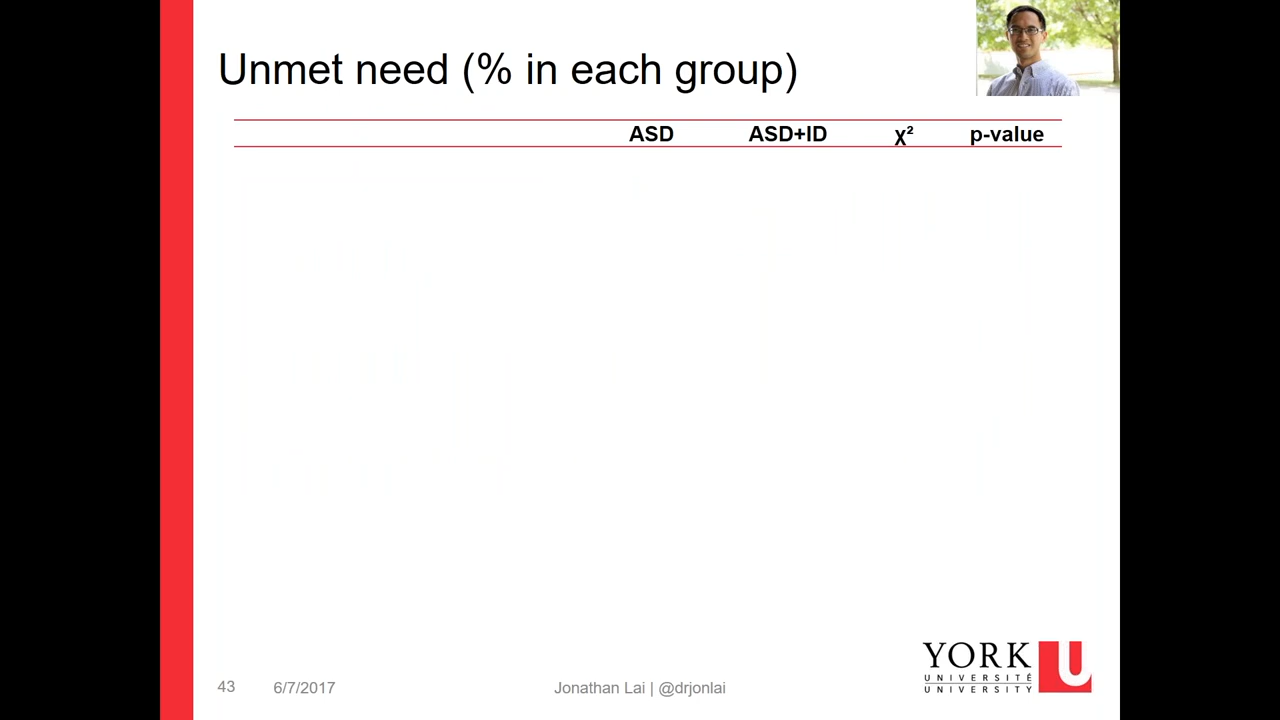 Unmet need (% in each group)
ASD ASD+ID χ² p-value
YORK U
UNIVERSITÉ
UNIVERSITY
43 6/7/2017 Jonathan Lai | @drjonlai